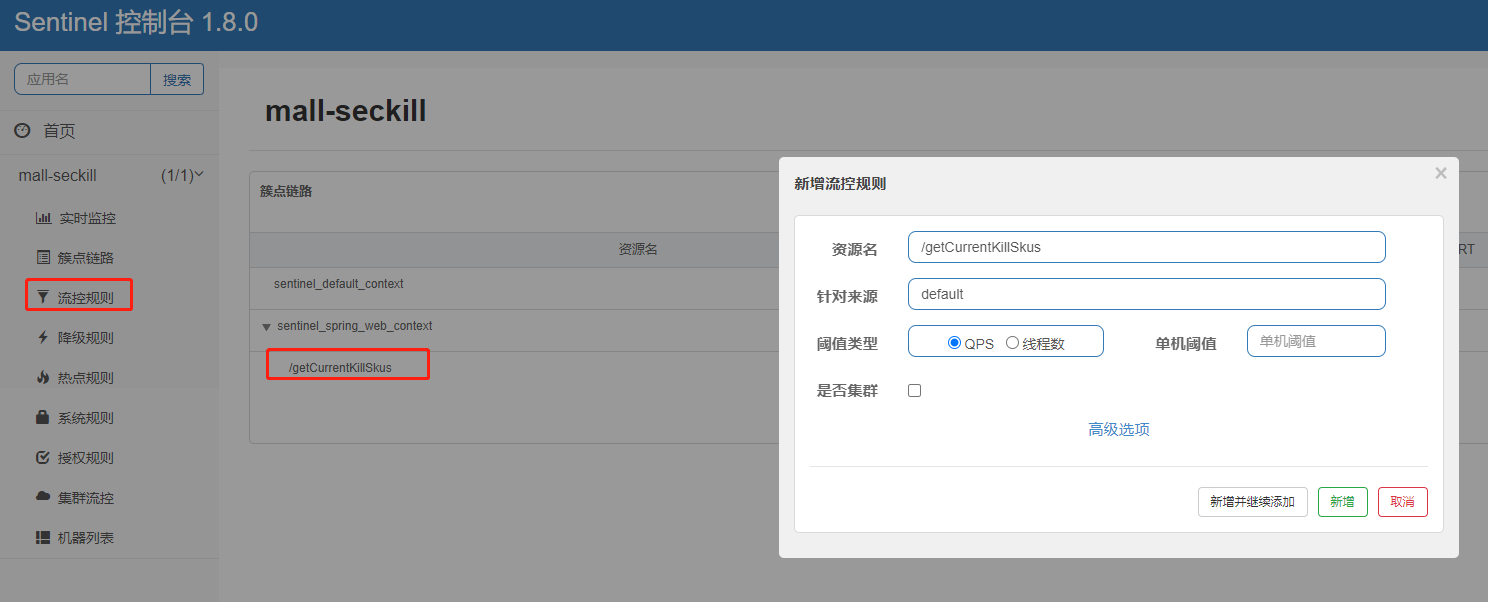 Sentinel 控制台 1.8.0
应用名
搜索
首页
mall-seckill
(1/1)
实时监控
簇点链路
流控规则
降级规则
热点规则
系统规则
授权规则
集群流控
机器列表
mall-seckill
簇点链路
资源名
RT
sentinel_default_context
sentinel_spring_web_context
/getCurrentKillSkus
新增流控规则
×
资源名
/getCurrentKillSkus
针对来源
default
阈值类型
QPS
线程数
单机阈值
单机阈值
是否集群
高级选项
新增并继续添加
新增
取消